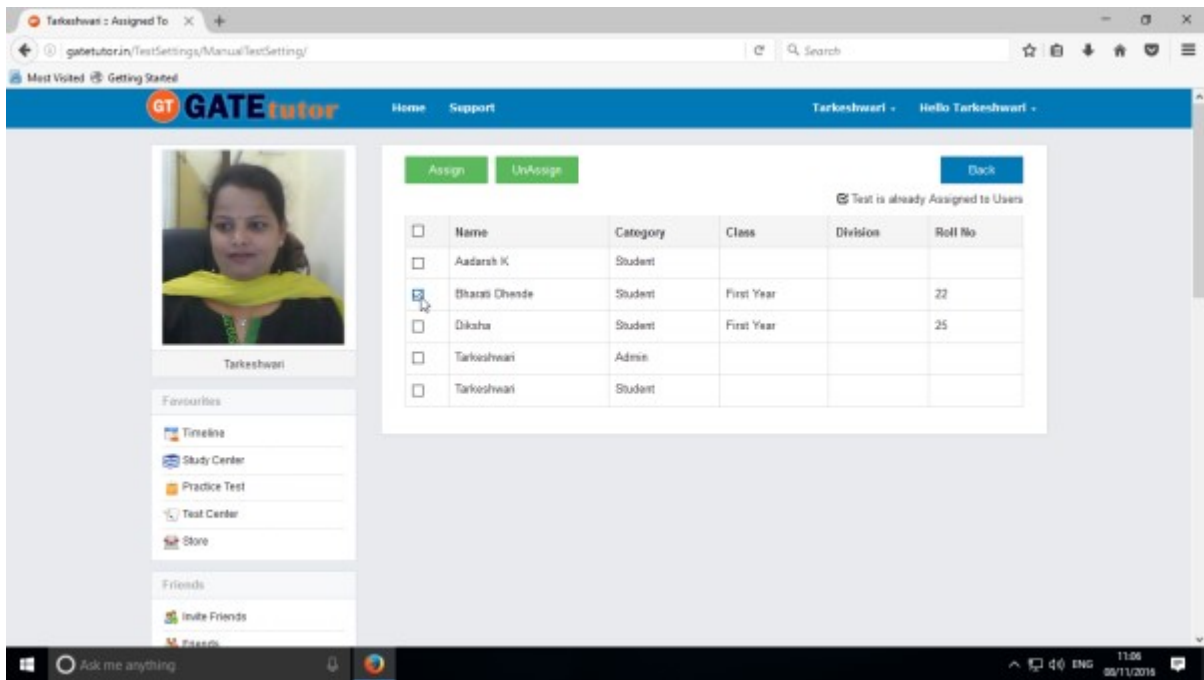 Tarkeshwari :: Assigned To
gatetutor.in/TestSettings/ManualTestSetting/
Search
Most Visited Getting Started
GT GATEtutor Home Support Tarkeshwari Hello Tarkeshwari
Assign UnAssign Back
Test is already Assigned to Users
Name Category Class Division Roll No
Aadarsh K Student
Bharati Dhende Student First Year 22
Diksha Student First Year 25
Tarkeshwari Admin
Tarkeshwari Student
Tarkeshwari
Favourites
Timeline
Study Center
Practice Test
Test Center
Store
Friends
Invite Friends
Friends
Ask me anything ENG 11:06
08/11/2016